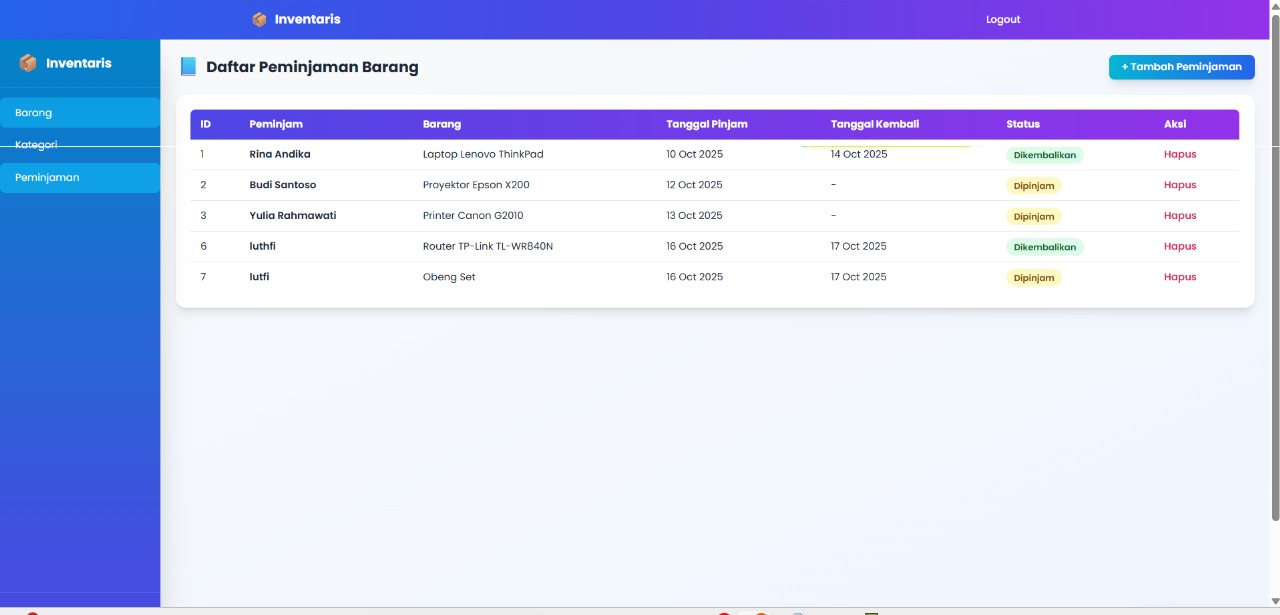 📦 Inventaris
Logout
📦 Inventaris
Barang
Kategori
Peminjaman
📘 Daftar Peminjaman Barang
+ Tambah Peminjaman
ID Peminjam Barang Tanggal Pinjam Tanggal Kembali Status Aksi
1 Rina Andika Laptop Lenovo ThinkPad 10 Oct 2025 14 Oct 2025 Dikembalikan Hapus
2 Budi Santoso Proyektor Epson X200 12 Oct 2025 - Dipinjam Hapus
3 Yulia Rahmawati Printer Canon G2010 13 Oct 2025 - Dipinjam Hapus
6 luthfi Router TP-Link TL-WR840N 16 Oct 2025 17 Oct 2025 Dikembalikan Hapus
7 lutfi Obeng Set 16 Oct 2025 17 Oct 2025 Dipinjam Hapus